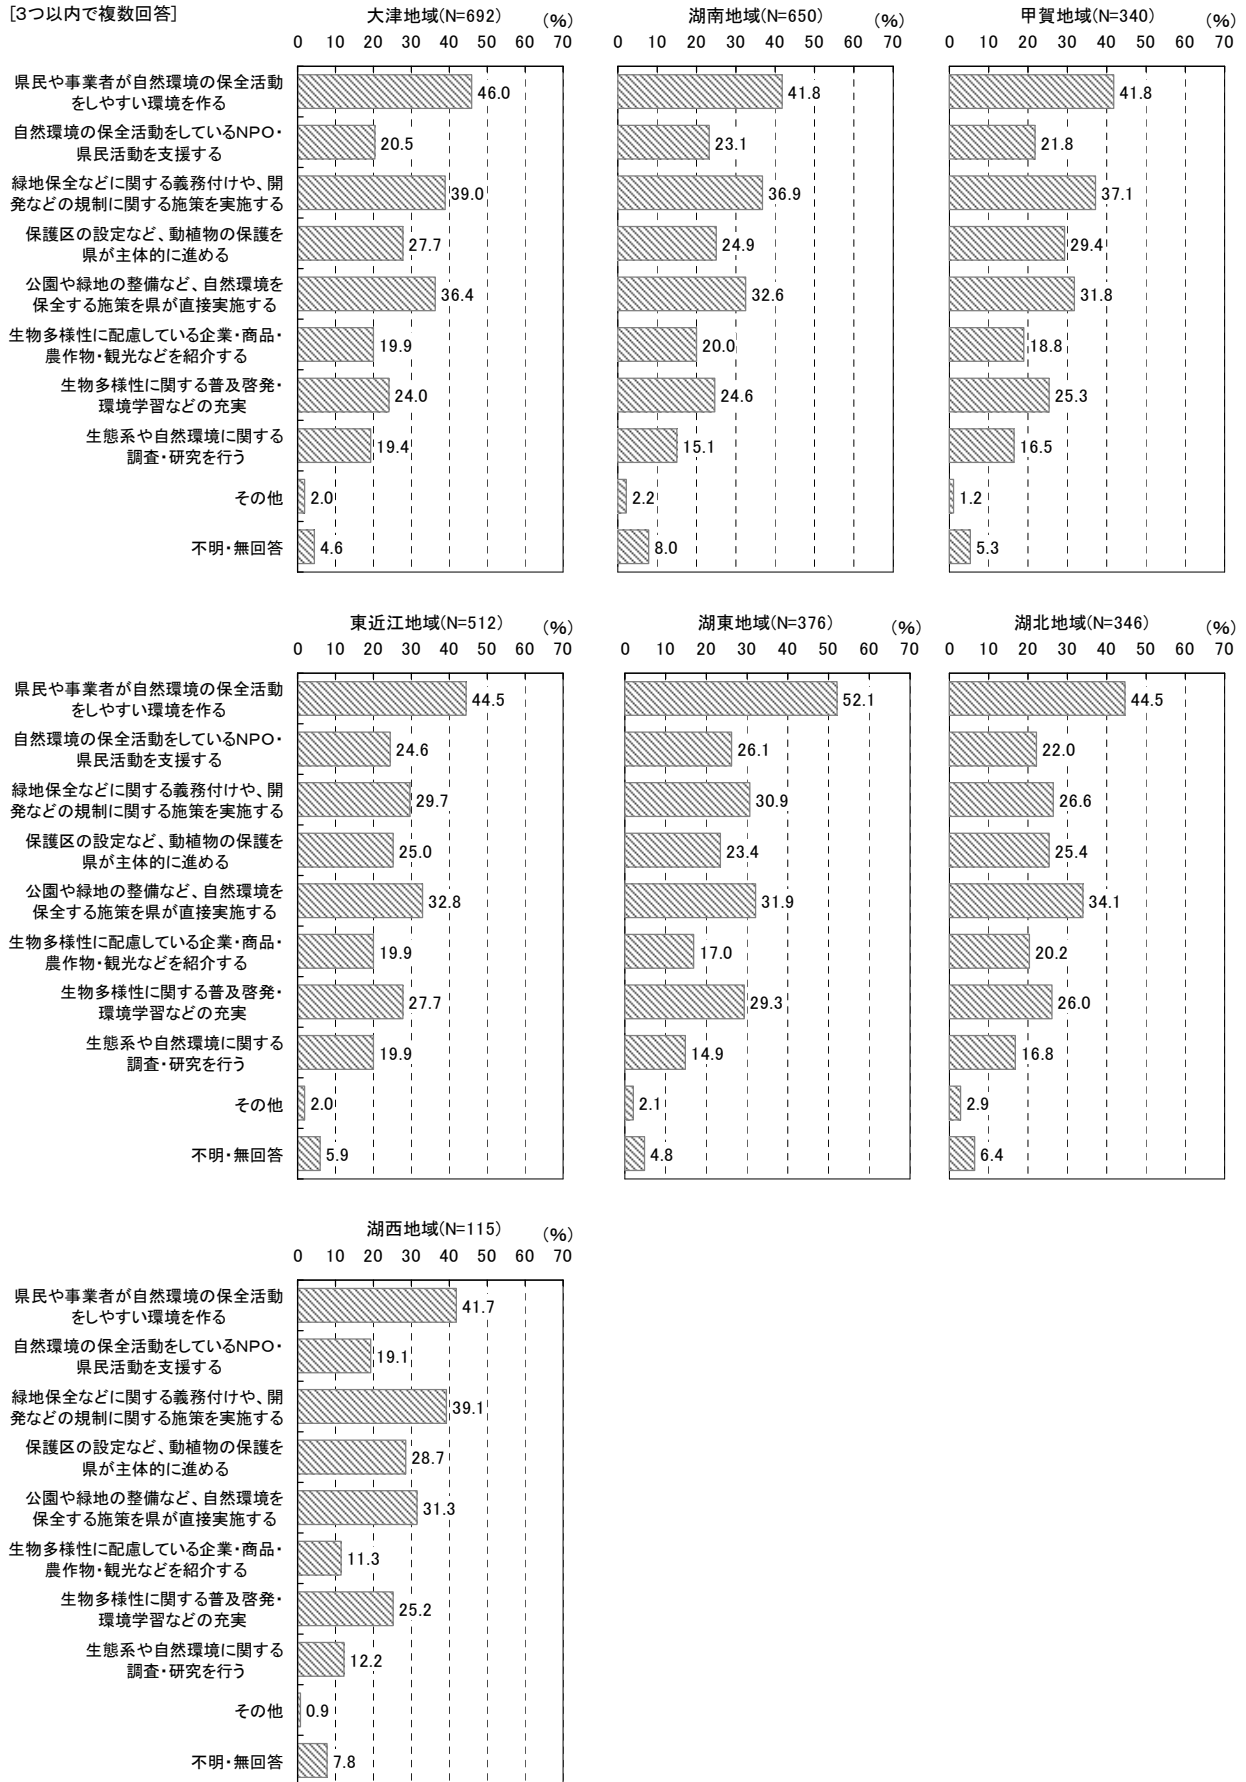 [3つ以内で複数回答]
大津地域(N=692) (%)
0 10 20 30 40 50 60 70
湖南地域(N=650) (%)
0 10 20 30 40 50 60 70
甲賀地域(N=340) (%)
0 10 20 30 40 50 60 70
県民や事業者が自然環境の保全活動
をしやすい環境を作る
46.0 41.8 41.8
自然環境の保全活動をしているNPO・
県民活動を支援する
20.5 23.1 21.8
緑地保全などに関する義務付けや、開
発などの規制に関する施策を実施する
39.0 36.9 37.1
保護区の設定など、動植物の保護を
県が主体的に進める
27.7 24.9 29.4
公園や緑地の整備など、自然環境を
保全する施策を県が直接実施する
36.4 32.6 31.8
生物多様性に配慮している企業・商品・
農作物・観光などを紹介する
19.9 20.0 18.8
生物多様性に関する普及啓発・
環境学習などの充実
24.0 24.6 25.3
生態系や自然環境に関する
調査・研究を行う
19.4 15.1 16.5
その他
2.0 2.2 1.2
不明・無回答
4.6 8.0 5.3
東近江地域(N=512) (%)
0 10 20 30 40 50 60 70
湖東地域(N=376) (%)
0 10 20 30 40 50 60 70
湖北地域(N=346) (%)
0 10 20 30 40 50 60 70
県民や事業者が自然環境の保全活動
をしやすい環境を作る
44.5 52.1 44.5
自然環境の保全活動をしているNPO・
県民活動を支援する
24.6 26.1 22.0
緑地保全などに関する義務付けや、開
発などの規制に関する施策を実施する
29.7 30.9 26.6
保護区の設定など、動植物の保護を
県が主体的に進める
25.0 23.4 25.4
公園や緑地の整備など、自然環境を
保全する施策を県が直接実施する
32.8 31.9 34.1
生物多様性に配慮している企業・商品・
農作物・観光などを紹介する
19.9 17.0 20.2
生物多様性に関する普及啓発・
環境学習などの充実
27.7 29.3 26.0
生態系や自然環境に関する
調査・研究を行う
19.9 14.9 16.8
その他
2.0 2.1 2.9
不明・無回答
5.9 4.8 6.4
湖西地域(N=115) (%)
0 10 20 30 40 50 60 70
県民や事業者が自然環境の保全活動
をしやすい環境を作る
41.7
自然環境の保全活動をしているNPO・
県民活動を支援する
19.1
緑地保全などに関する義務付けや、開
発などの規制に関する施策を実施する
39.1
保護区の設定など、動植物の保護を
県が主体的に進める
28.7
公園や緑地の整備など、自然環境を
保全する施策を県が直接実施する
31.3
生物多様性に配慮している企業・商品・
農作物・観光などを紹介する
11.3
生物多様性に関する普及啓発・
環境学習などの充実
25.2
生態系や自然環境に関する
調査・研究を行う
12.2
その他
0.9
不明・無回答
7.8